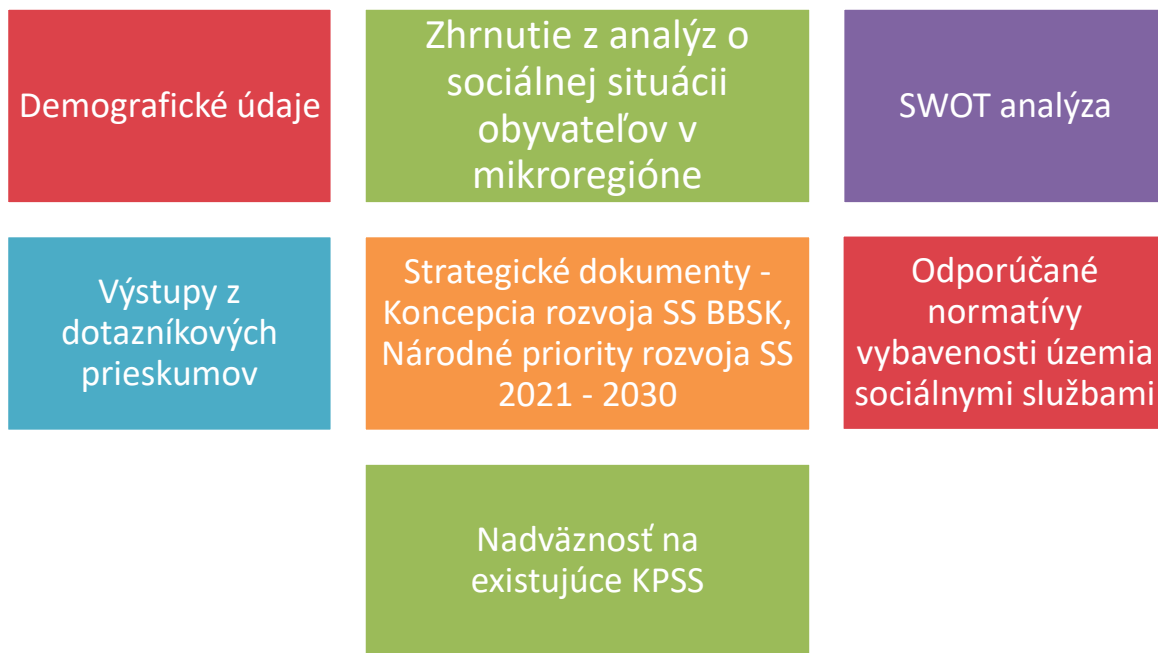 Demografické údaje
Zhrnutie z analýz o
sociálnej situácii
obyvateľov v
mikroregióne
SWOT analýza
Výstupy z
dotazníkových
prieskumov
Strategické dokumenty -
Koncepcia rozvoja SS BBSK,
Národné priority rozvoja SS
2021 - 2030
Odporúčané
normatívy
vybavenosti územia
sociálnymi službami
Nadväznosť na
existujúce KPSS